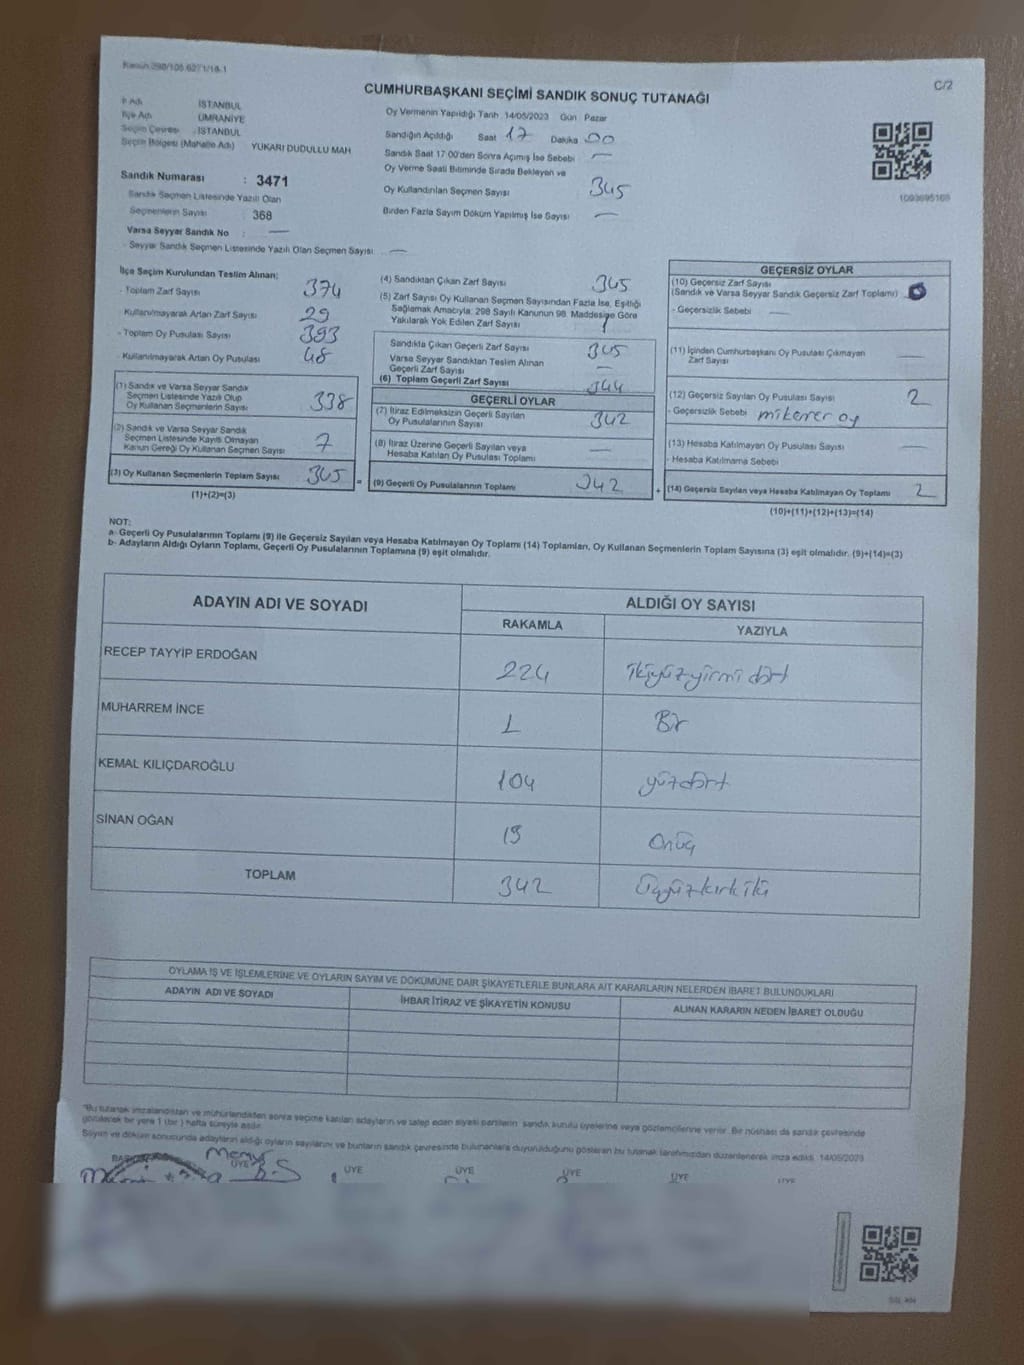 Kanun 298/105 627 1/18-1
C/2
CUMHURBAŞKANI SEÇİMİ SANDIK SONUÇ TUTANAĞI
İl Adı İSTANBUL
İlçe Adı ÜMRANİYE
Seçim Çevresi : İSTANBUL
Seçim Bölgesi (Mahalle Adı) YUKARI DUDULLU MAH
Oy Vermenin Yapıldığı Tarih 14/05/2023 Gün Pazar
Sandığın Açıldığı Saat 17 Dakika 00
Sandık Saat 17:00'den Sonra Açımış İse Sebebi —
Oy Verme Saati Bitiminde Sırada Bekleyen ve
Oy Kullandırılan Seçmen Sayısı 345
Birden Fazla Sayım Döküm Yapılmış İse Sayısı —
Sandık Numarası : 3471
Sandık Seçmen Listesinde Yazılı Olan
Seçmenlerin Sayısı 368
Varsa Seyyar Sandık No : —
- Seyyar Sandık Seçmen Listesinde Yazılı Olan Seçmen Sayısı: —
İlçe Seçim Kurulundan Teslim Alınan;
- Toplam Zarf Sayısı 374
- Kullanılmayarak Artan Zarf Sayısı 29
- Toplam Oy Pusulası Sayısı 393
- Kullanılmayarak Artan Oy Pusulası 48
(1) Sandık ve Varsa Seyyar Sandık
Seçmen Listesinde Yazılı Olup
Oy Kullanan Seçmenlerin Sayısı 338
(2) Sandık ve Varsa Seyyar Sandık
Seçmen Listesinde Kayıtlı Olmayan
Kanun Gereği Oy Kullanan Seçmen Sayısı 7
(3) Oy Kullanan Seçmenlerin Toplam Sayısı 345
(1)+(2)=(3)
(4) Sandıktan Çıkan Zarf Sayısı 345
(5) Zarf Sayısı Oy Kullanan Seçmen Sayısından Fazla İse, Eşitliği
Sağlamak Amacıyla; 298 Sayılı Kanunun 98. Maddesine Göre
Yakılarak Yok Edilen Zarf Sayısı 1
Sandıkta Çıkan Geçerli Zarf Sayısı 345
Varsa Seyyar Sandıktan Teslim Alınan
Geçerli Zarf Sayısı —
(6) Toplam Geçerli Zarf Sayısı 344
GEÇERLİ OYLAR
(7) İtiraz Edilmeksizin Geçerli Sayılan
Oy Pusulalarının Sayısı 342
(8) İtiraz Üzerine Geçerli Sayılan veya
Hesaba Katılan Oy Pusulası Toplamı —
= (9) Geçerli Oy Pusulalarının Toplamı 342
GEÇERSİZ OYLAR
(10) Geçersiz Zarf Sayısı
(Sandık ve Varsa Seyyar Sandık Geçersiz Zarf Toplamı)
- Geçersizlik Sebebi —
(11) İçinden Cumhurbaşkanı Oy Pusulası Çıkmayan
Zarf Sayısı —
(12) Geçersiz Sayılan Oy Pusulası Sayısı 2
- Geçersizlik Sebebi mükerrer oy
(13) Hesaba Katılmayan Oy Pusulası Sayısı —
- Hesaba Katılmama Sebebi
+ (14) Geçersiz Sayılan veya Hesaba Katılmayan Oy Toplamı 2
(10)+(11)+(12)+(13)=(14)
NOT:
a- Geçerli Oy Pusulalarının Toplamı (9) ile Geçersiz Sayılan veya Hesaba Katılmayan Oy Toplamı (14) Toplamları, Oy Kullanan Seçmenlerin Toplam Sayısına (3) eşit olmalıdır. (9)+(14)=(3)
b- Adayların Aldığı Oyların Toplamı, Geçerli Oy Pusulalarının Toplamına (9) eşit olmalıdır.
ADAYIN ADI VE SOYADI ALDIĞI OY SAYISI
RAKAMLA YAZIYLA
RECEP TAYYİP ERDOĞAN 224 ikiyüzyirmi dört
MUHARREM İNCE 1 Bir
KEMAL KILIÇDAROĞLU 104 yüzdört
SİNAN OĞAN 13 Onüç
TOPLAM 342 Üçyüzkırk iki
OYLAMA İŞ VE İŞLEMLERİNE VE OYLARIN SAYIM VE DÖKÜMÜNE DAİR ŞİKAYETLERLE BUNLARA AİT KARARLARIN NELERDEN İBARET BULUNDUKLARI
ADAYIN ADI VE SOYADI İHBAR İTİRAZ VE ŞİKAYETİN KONUSU ALINAN KARARIN NEDEN İBARET OLDUĞU
"Bu tutanak imzalandıktan ve mühürlendikten sonra seçime katılan adayların ve talep eden siyasi partilerin sandık kurulu üyelerine veya gözlemcilerine verilir. Bir nüshası da sandık çevresinde
görülecek bir yere 1 (bir) hafta süreyle asılır.
Sayım ve döküm sonucunda adayların aldığı oyların sayılarını ve bunların sandık çevresinde bulunanlara duyurulduğunu gösteren bu tutanak tarafımızdan düzenlenerek imza edildi. 14/05/2023
ÜYE ÜYE ÜYE ÜYE ÜYE ÜYE